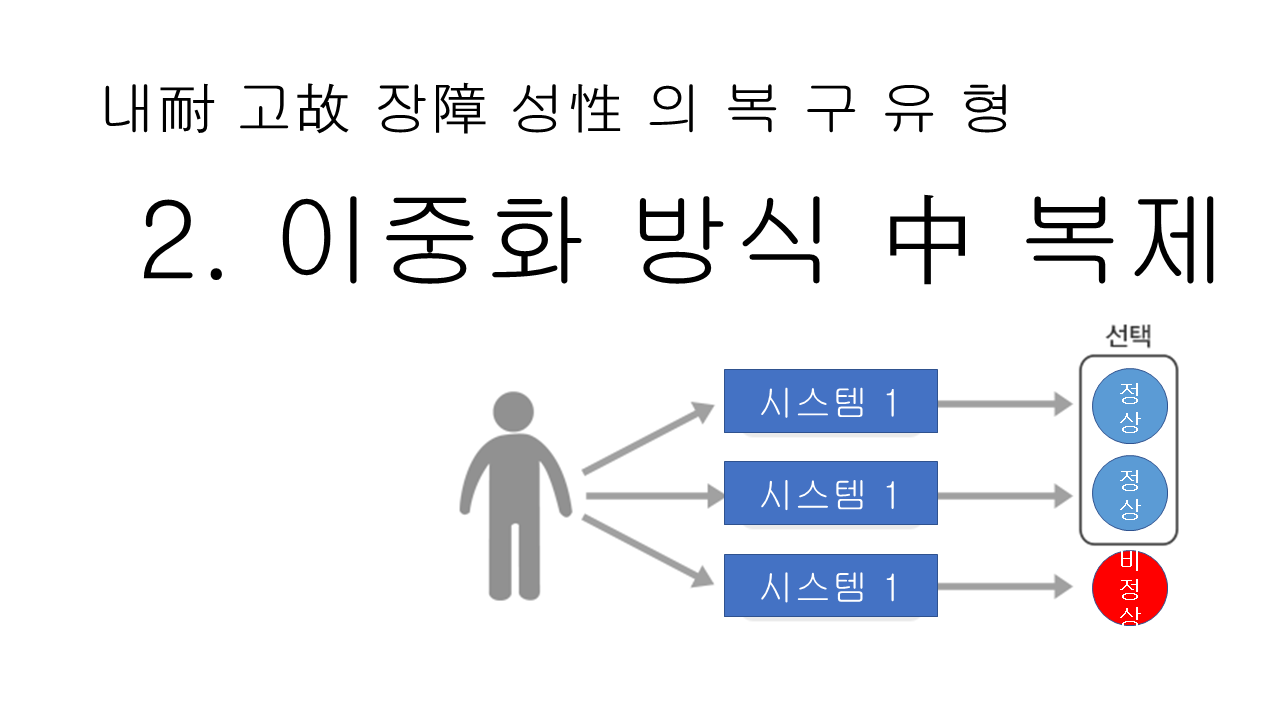 내耐 고故 장障 성性 의 복 구 유 형
2. 이중화 방식 中 복제
선택
시스템 1
정상
시스템 1
정상
시스템 1
비정상